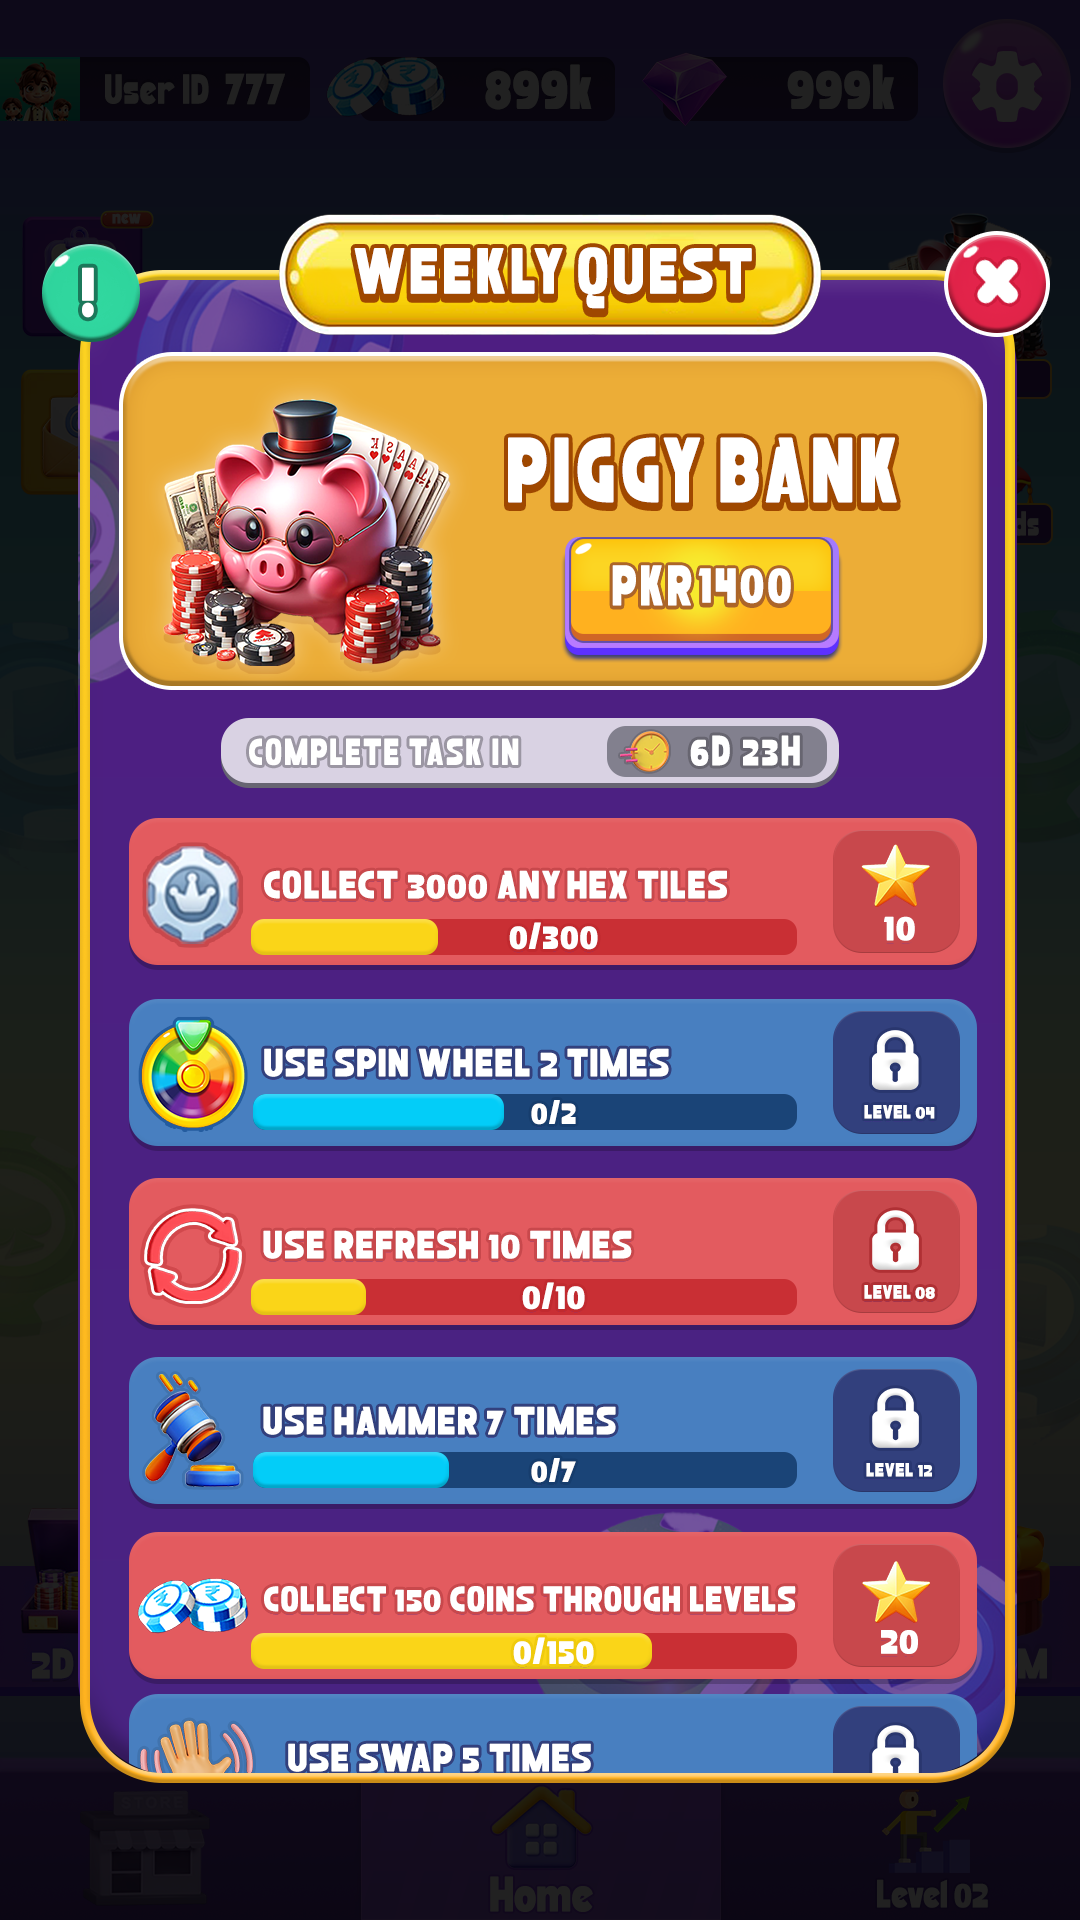 User ID 777
899k
999k
new
WEEKLY QUEST
PIGGY BANK
PKR1400
COMPLETE TASK IN
6D 23H
COLLECT 3000 ANY HEX TILES
0/300
10
USE SPIN WHEEL 2 TIMES
0/2
LEVEL 04
USE REFRESH 10 TIMES
0/10
LEVEL 08
USE HAMMER 7 TIMES
0/7
LEVEL 12
COLLECT 150 COINS THROUGH LEVELS
0/150
20
2D
USE SWAP 5 TIMES
STORE
Home
Level 02